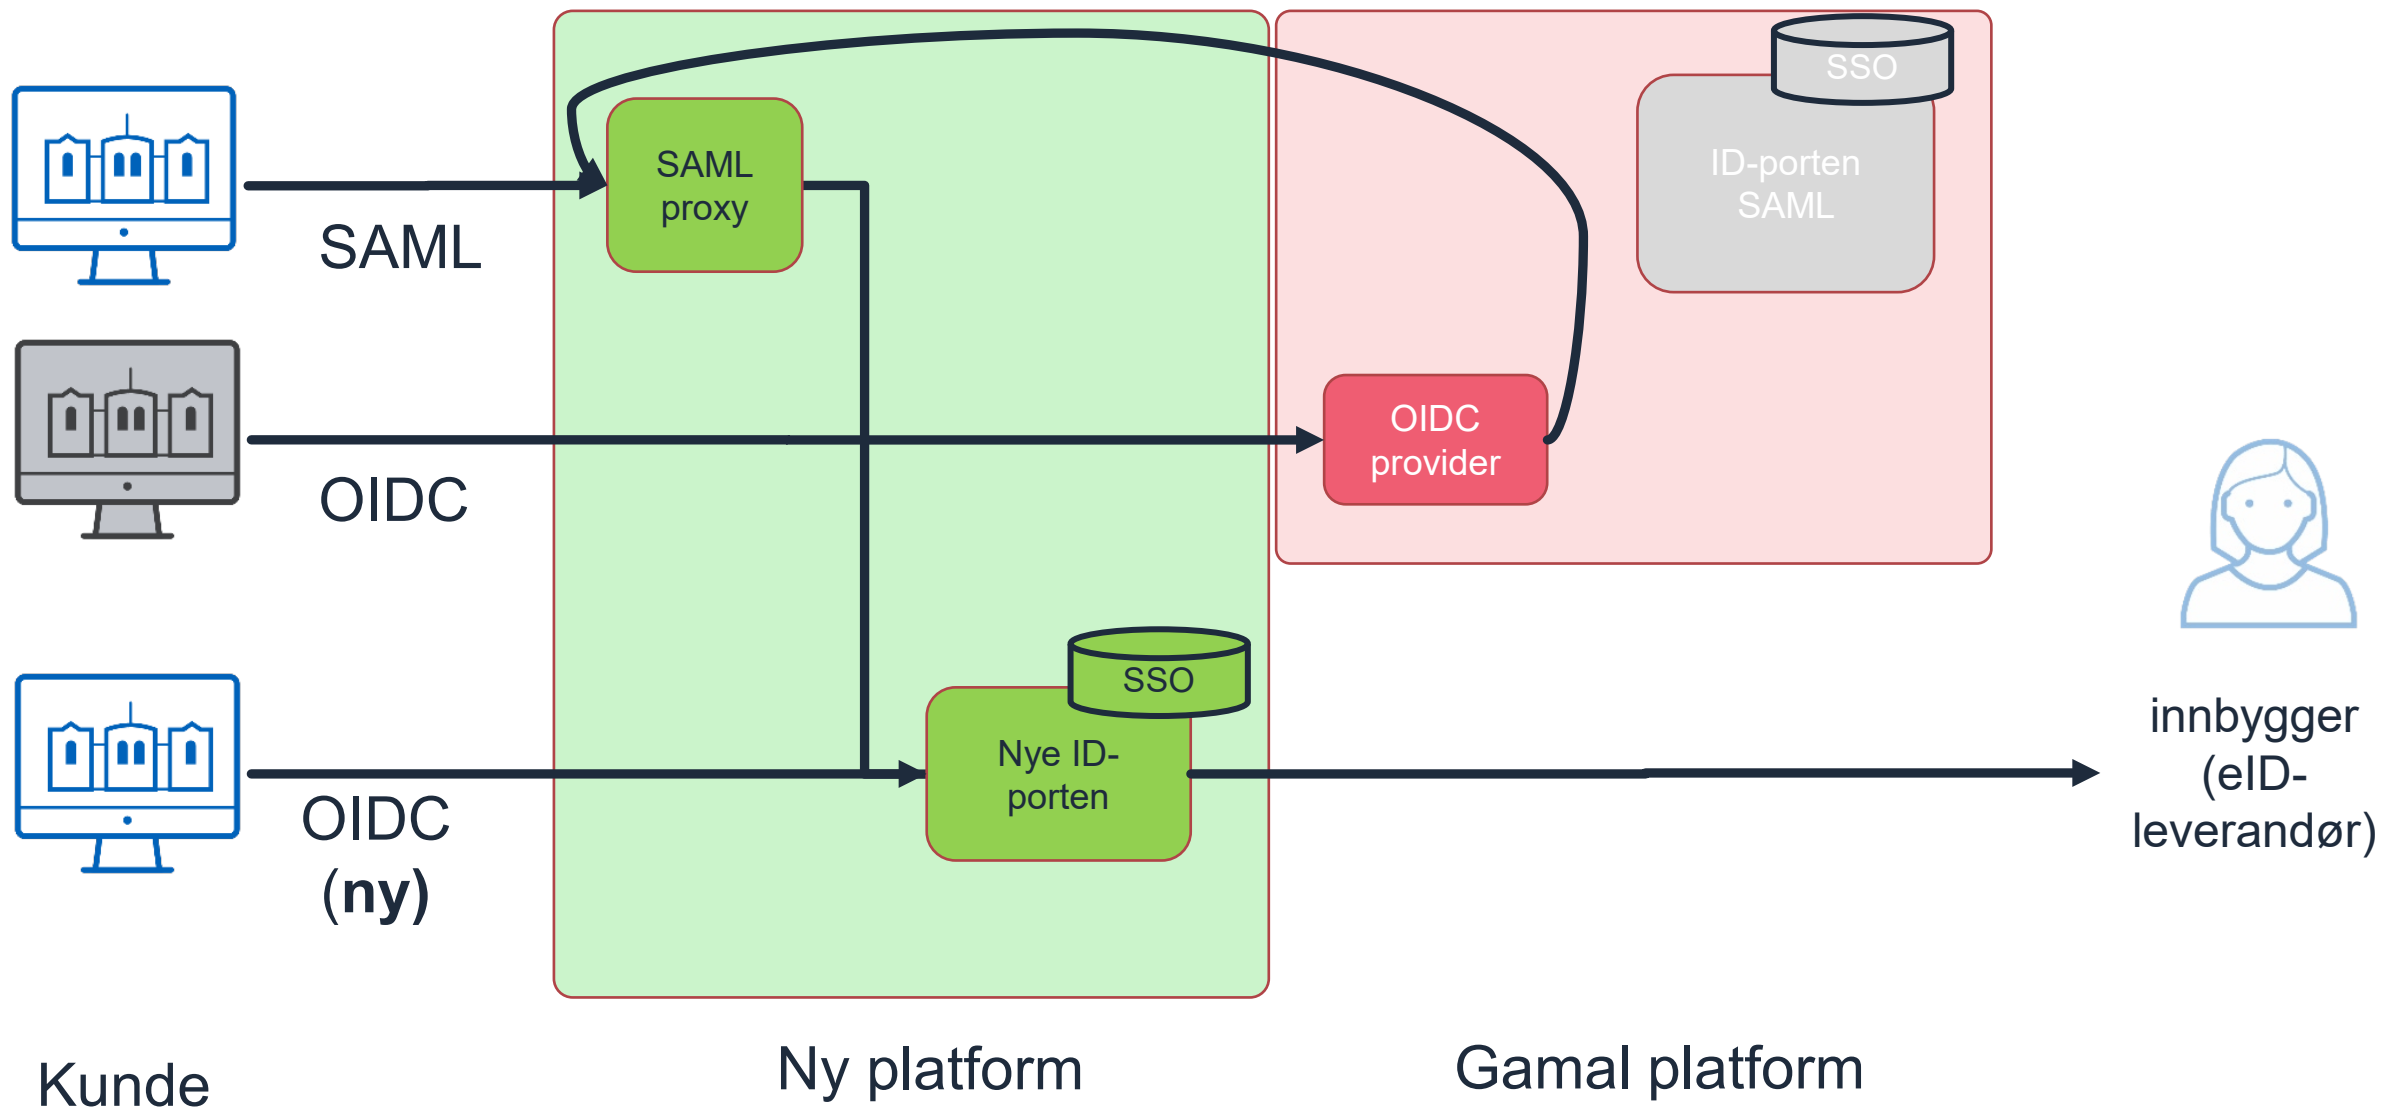 SSO
SAML
proxy
ID-porten
SAML
SAML
OIDC
provider
OIDC
SSO
Nye ID-
porten
OIDC
(ny)
innbygger
(eID-
leverandør)
Kunde
Ny platform
Gamal platform